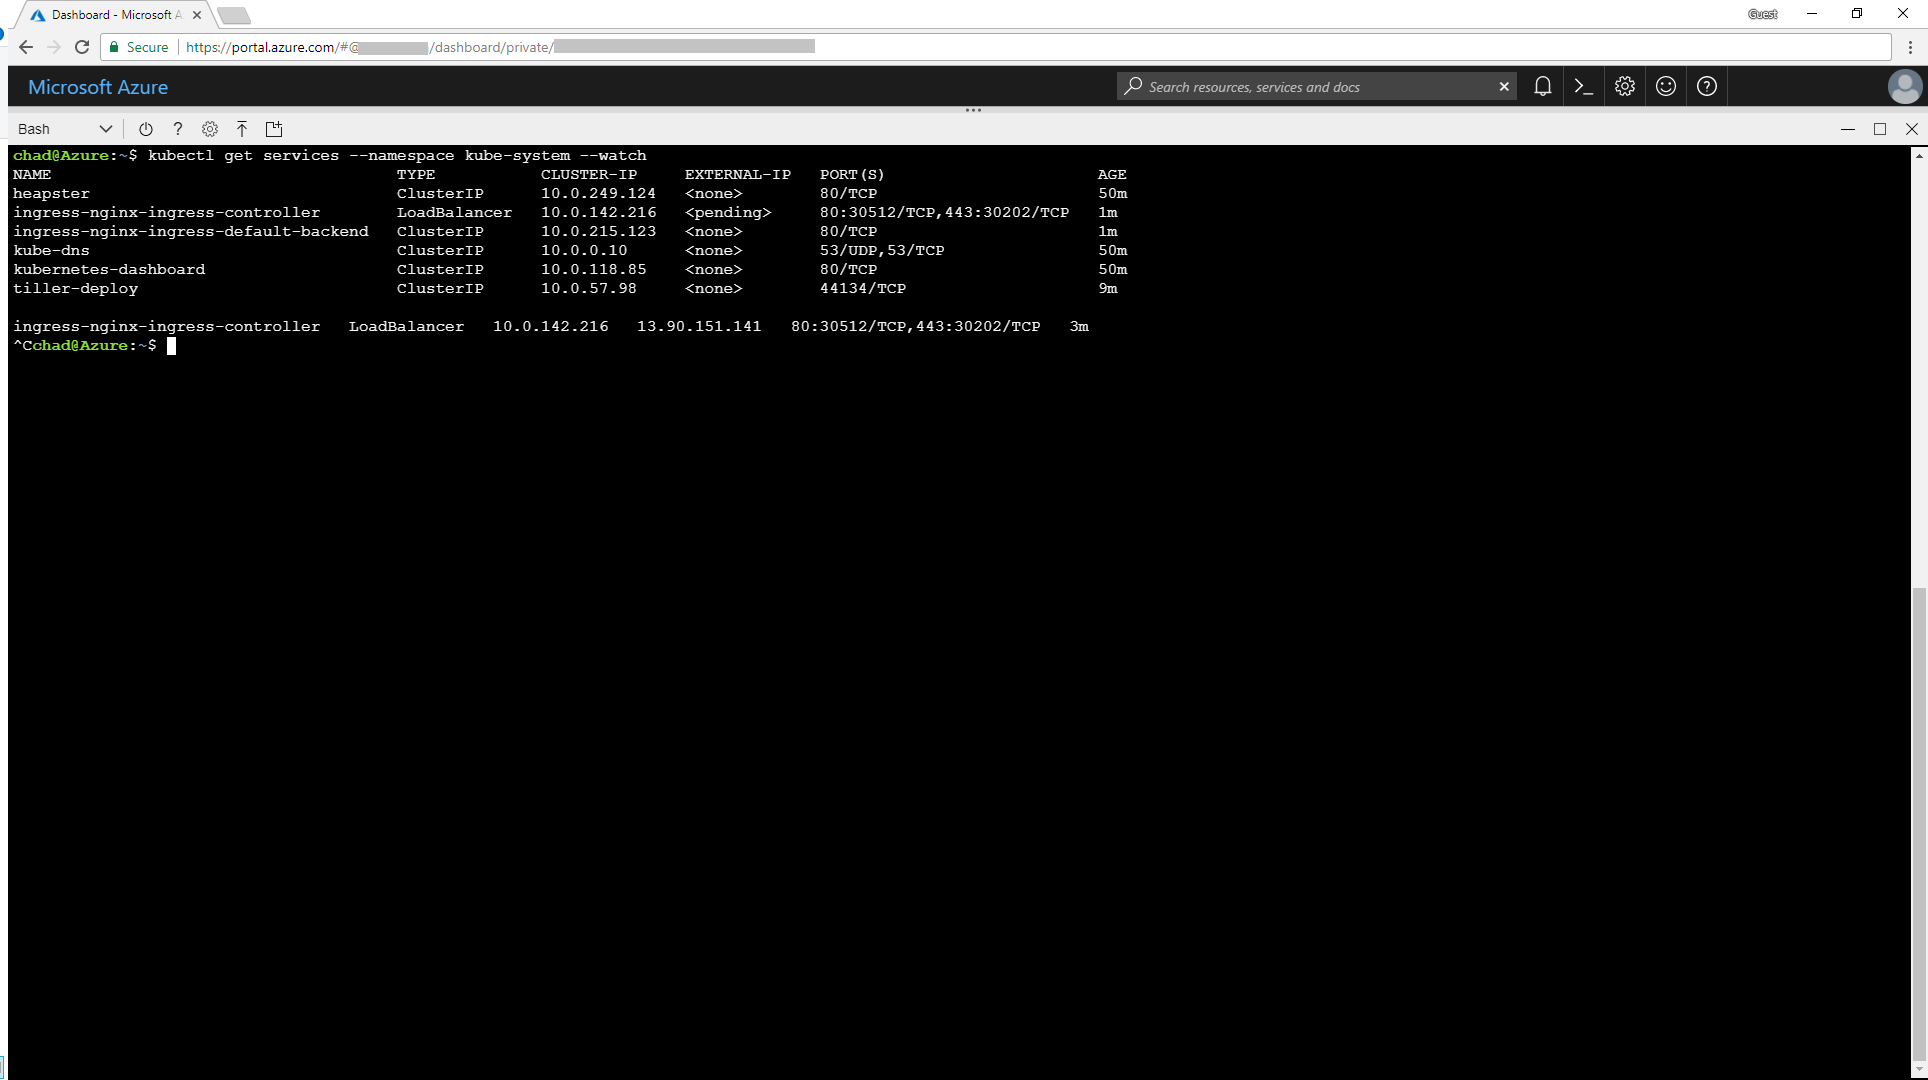 Dashboard - Microsoft A
Guest
Secure https://portal.azure.com/#@ /dashboard/private/
Microsoft Azure
Search resources, services and docs
Bash
chad@Azure:~$ kubectl get services --namespace kube-system --watch
NAME TYPE CLUSTER-IP EXTERNAL-IP PORT(S) AGE
heapster ClusterIP 10.0.249.124 <none> 80/TCP 50m
ingress-nginx-ingress-controller LoadBalancer 10.0.142.216 <pending> 80:30512/TCP,443:30202/TCP 1m
ingress-nginx-ingress-default-backend ClusterIP 10.0.215.123 <none> 80/TCP 1m
kube-dns ClusterIP 10.0.0.10 <none> 53/UDP,53/TCP 50m
kubernetes-dashboard ClusterIP 10.0.118.85 <none> 80/TCP 50m
tiller-deploy ClusterIP 10.0.57.98 <none> 44134/TCP 9m
ingress-nginx-ingress-controller LoadBalancer 10.0.142.216 13.90.151.141 80:30512/TCP,443:30202/TCP 3m
^Cchad@Azure:~$